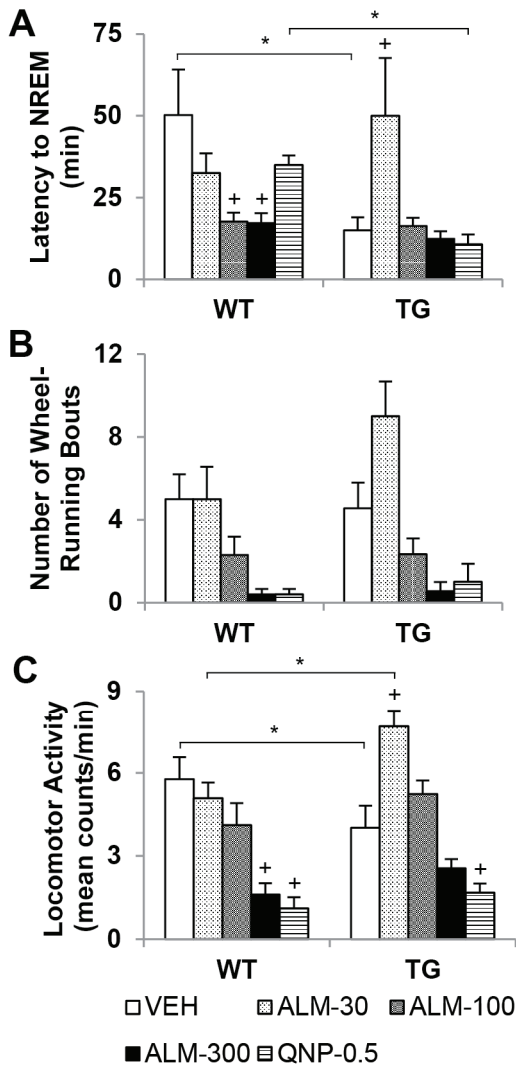 A
Latency to NREM
(min)
75
50
25
0
*
*
+
+
+
WT
TG
B
Number of Wheel-
Running Bouts
12
8
4
0
WT
TG
C
Locomotor Activity
(mean counts/min)
9
6
3
0
*
*
+
+
+
+
WT
TG
VEH ALM-30 ALM-100
ALM-300 QNP-0.5